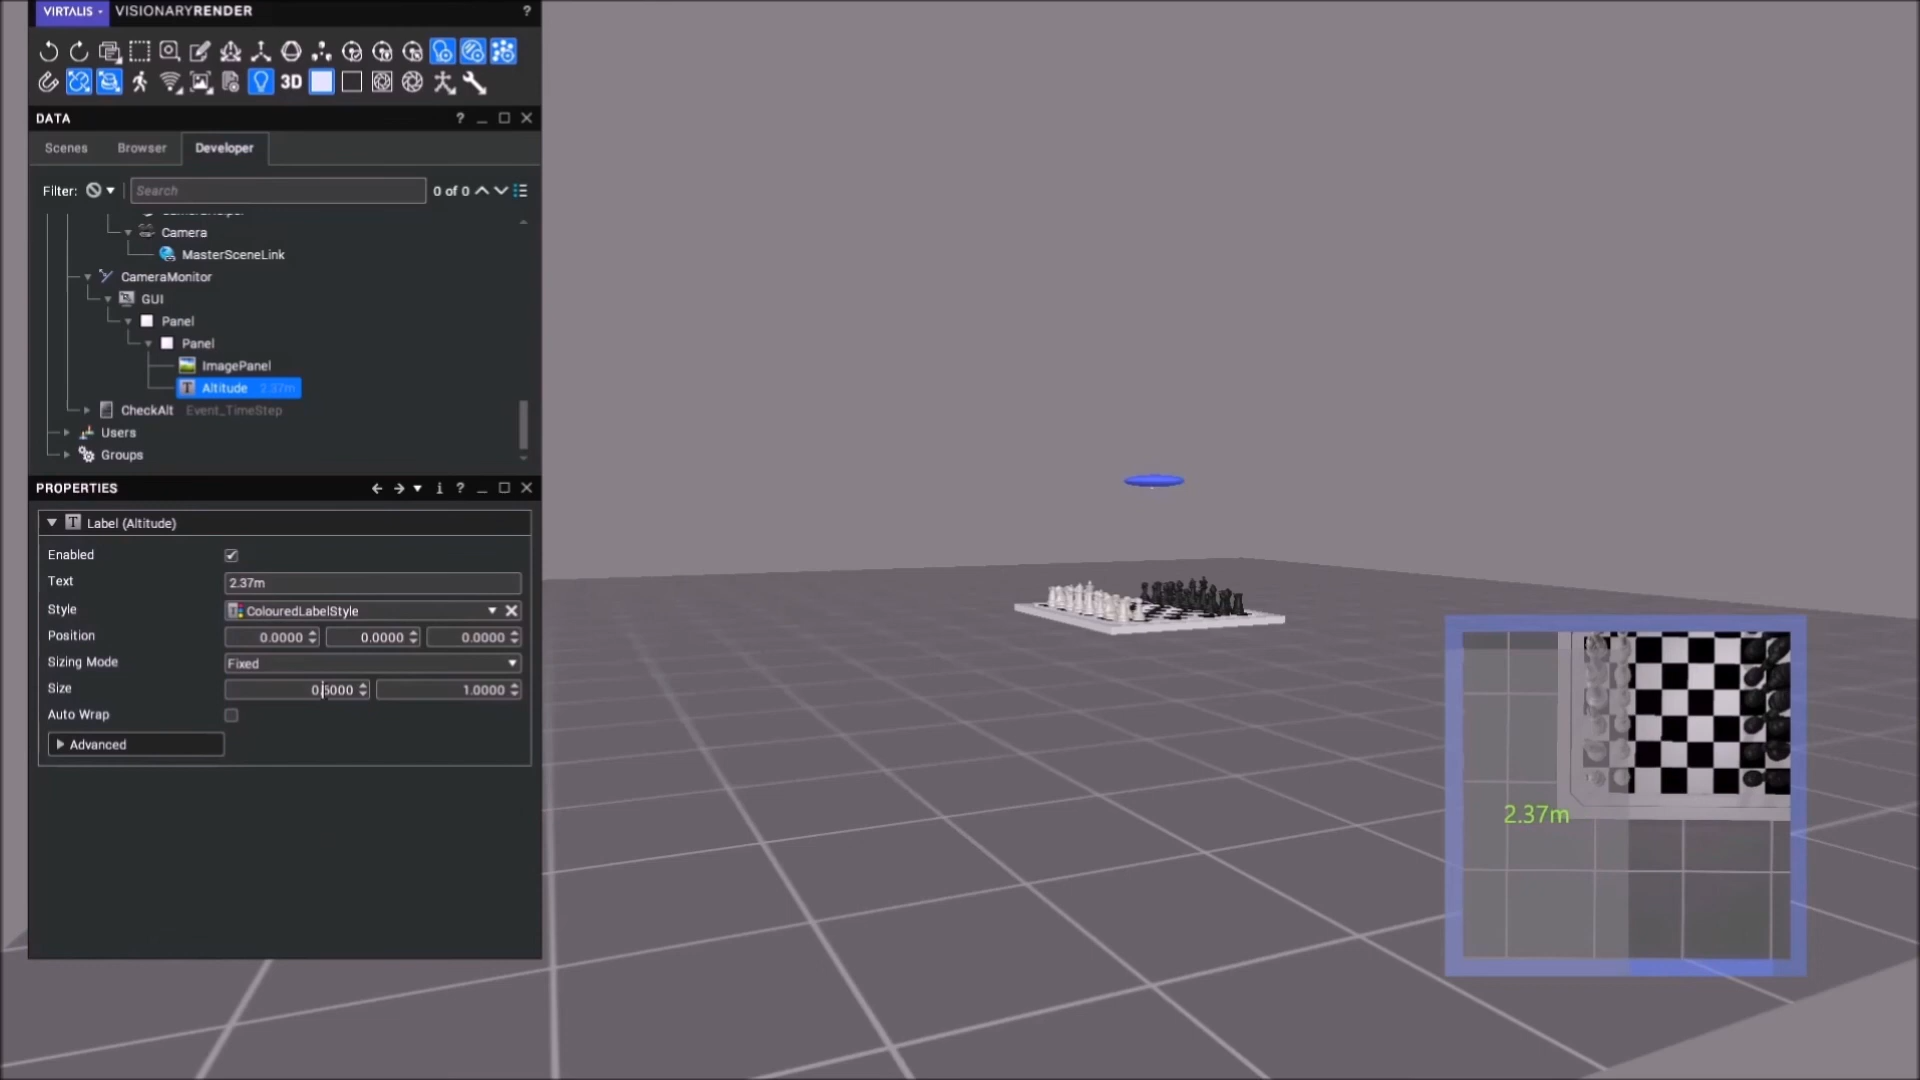 VIRTALIS VISIONARYRENDER ?
3D
DATA ?
Scenes Browser Developer
Filter: Search 0 of 0
Camera
MasterSceneLink
CameraMonitor
GUI
Panel
Panel
ImagePanel
Altitude 2.37m
CheckAlt Event_TimeStep
Users
Groups
PROPERTIES i ?
Label (Altitude)
Enabled
Text 2.37m
Style ColouredLabelStyle
Position 0.0000 0.0000 0.0000
Sizing Mode Fixed
Size 0.5000 1.0000
Auto Wrap
Advanced
2.37m